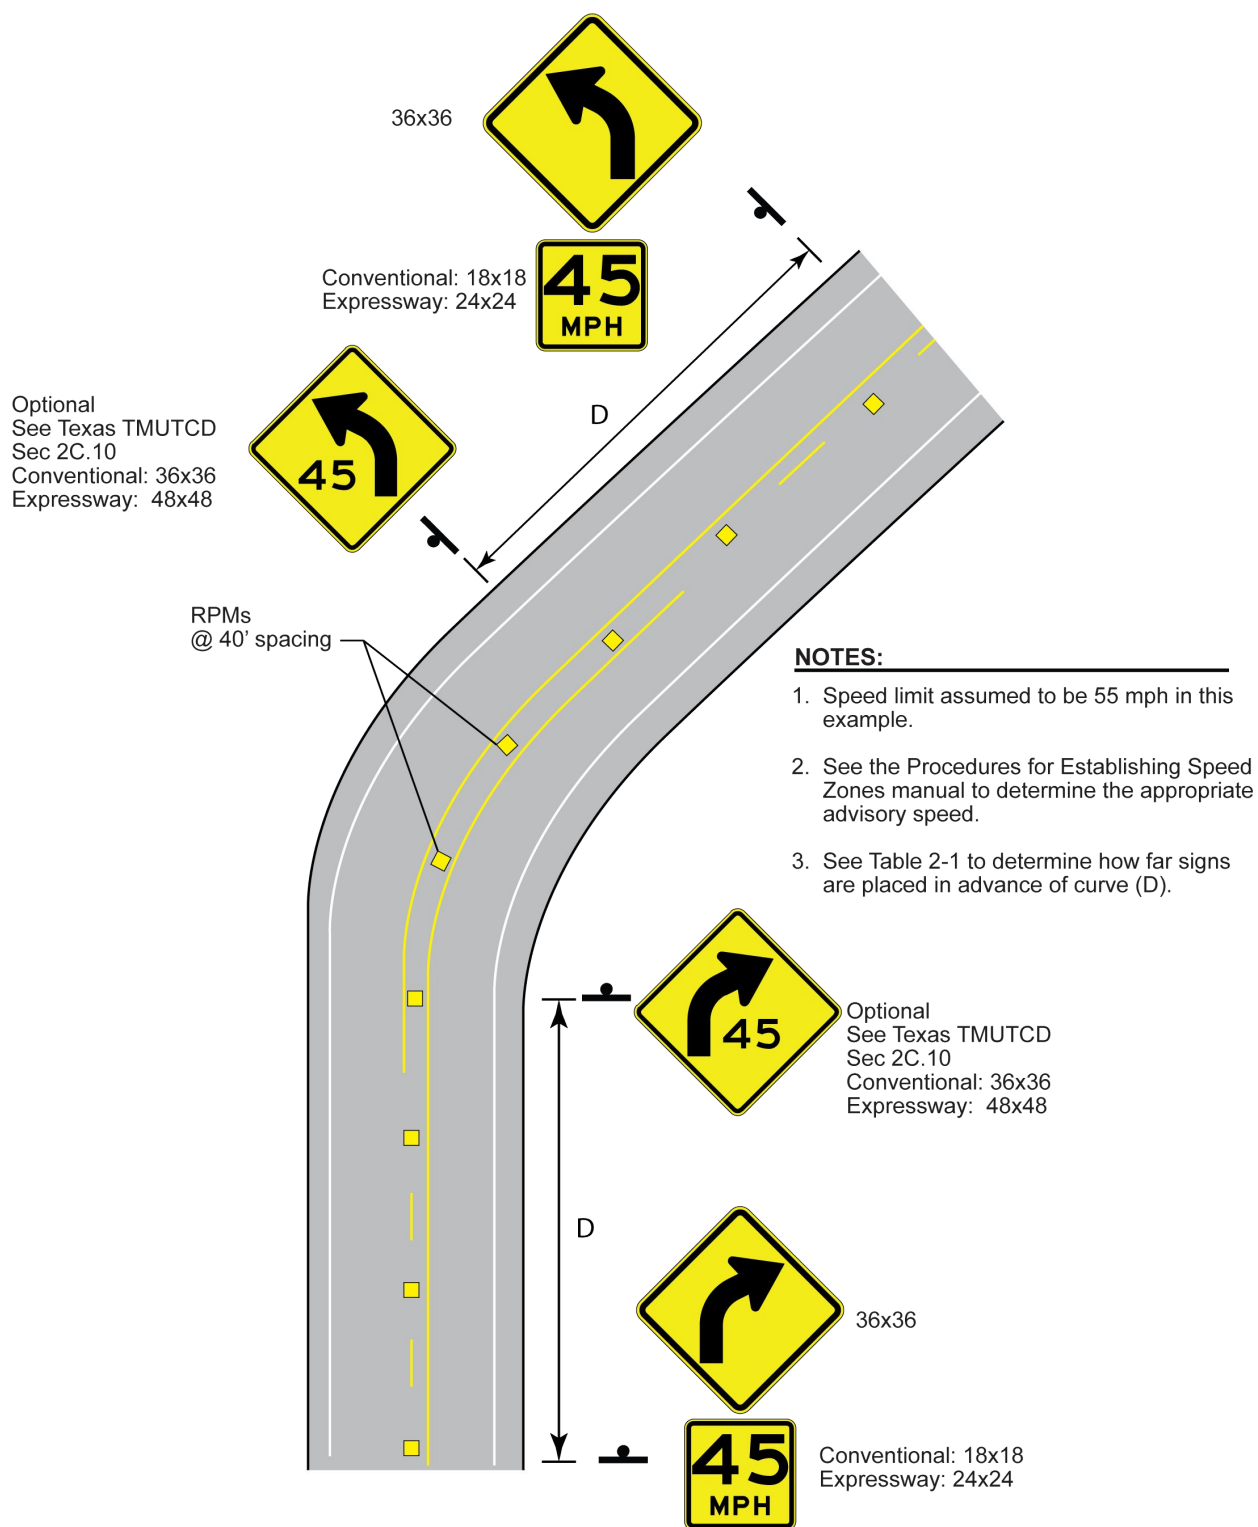 36x36
Conventional: 18x18
Expressway: 24x24
45
MPH
Optional
See Texas TMUTCD
Sec 2C.10
Conventional: 36x36
Expressway:  48x48
45
D
RPMs
@ 40’ spacing
NOTES:
1. Speed limit assumed to be 55 mph in this
example.
2. See the Procedures for Establishing Speed
Zones manual to determine the appropriate
advisory speed.
3. See Table 2-1 to determine how far signs
are placed in advance of curve (D).
45
Optional
See Texas TMUTCD
Sec 2C.10
Conventional: 36x36
Expressway:  48x48
D
36x36
45
MPH
Conventional: 18x18
Expressway: 24x24